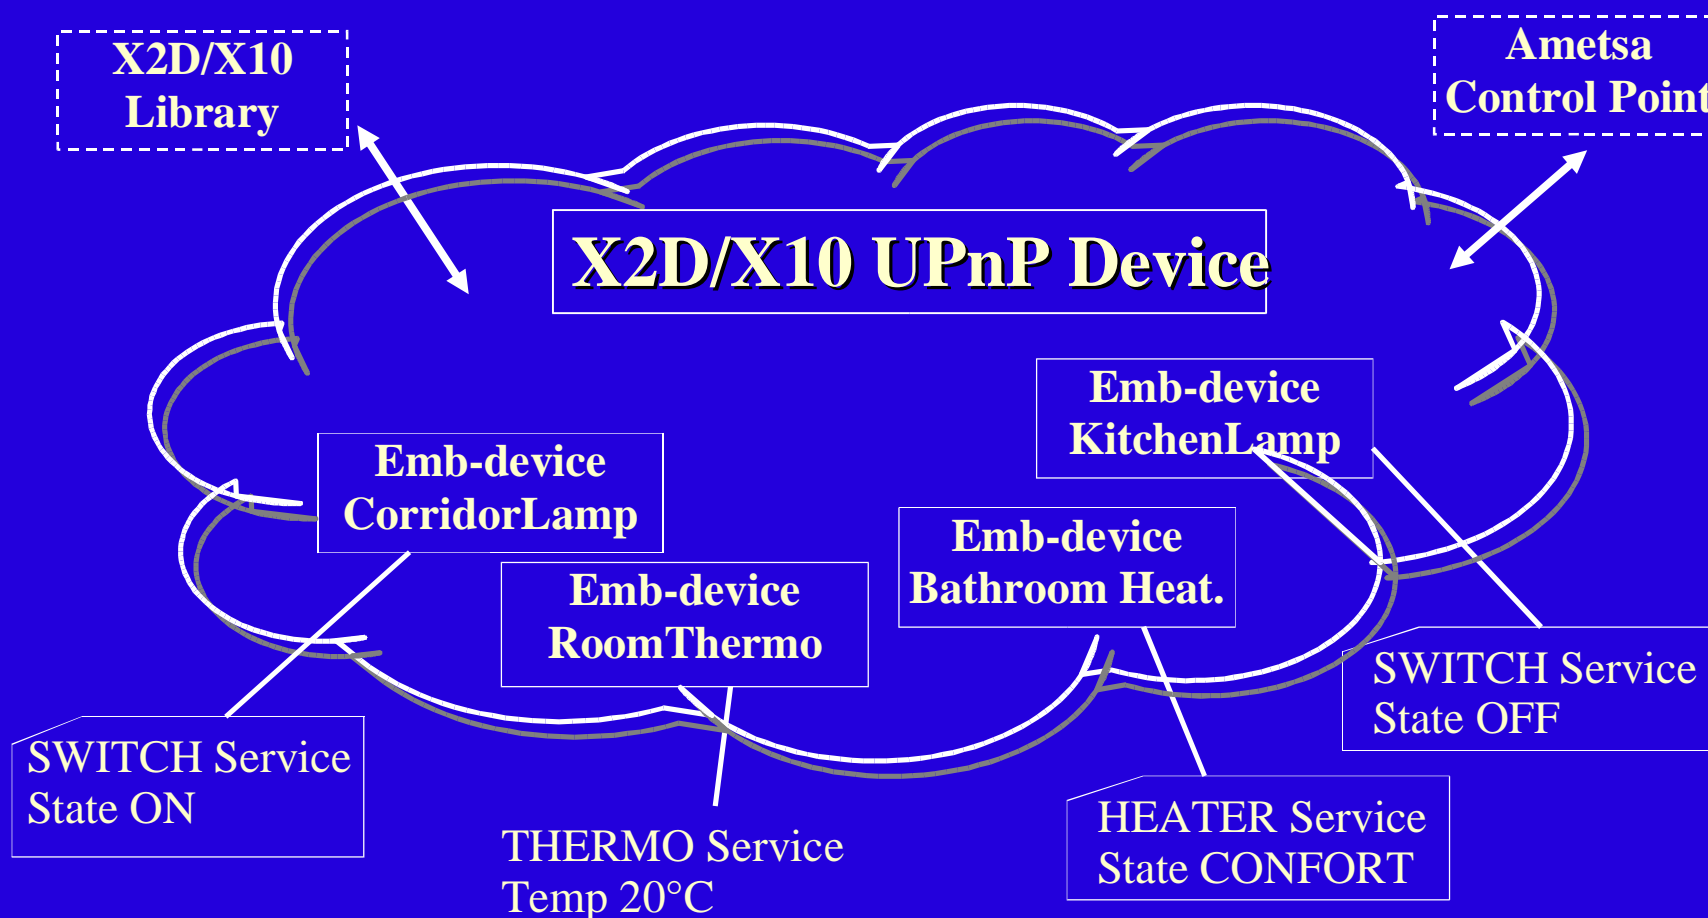 X2D/X10
Library
Ametsa
Control Point
X2D/X10 UPnP Device
Emb-device
KitchenLamp
Emb-device
CorridorLamp
Emb-device
Bathroom Heat.
Emb-device
RoomThermo
SWITCH Service
State OFF
SWITCH Service
State ON
HEATER Service
State CONFORT
THERMO Service
Temp 20°C